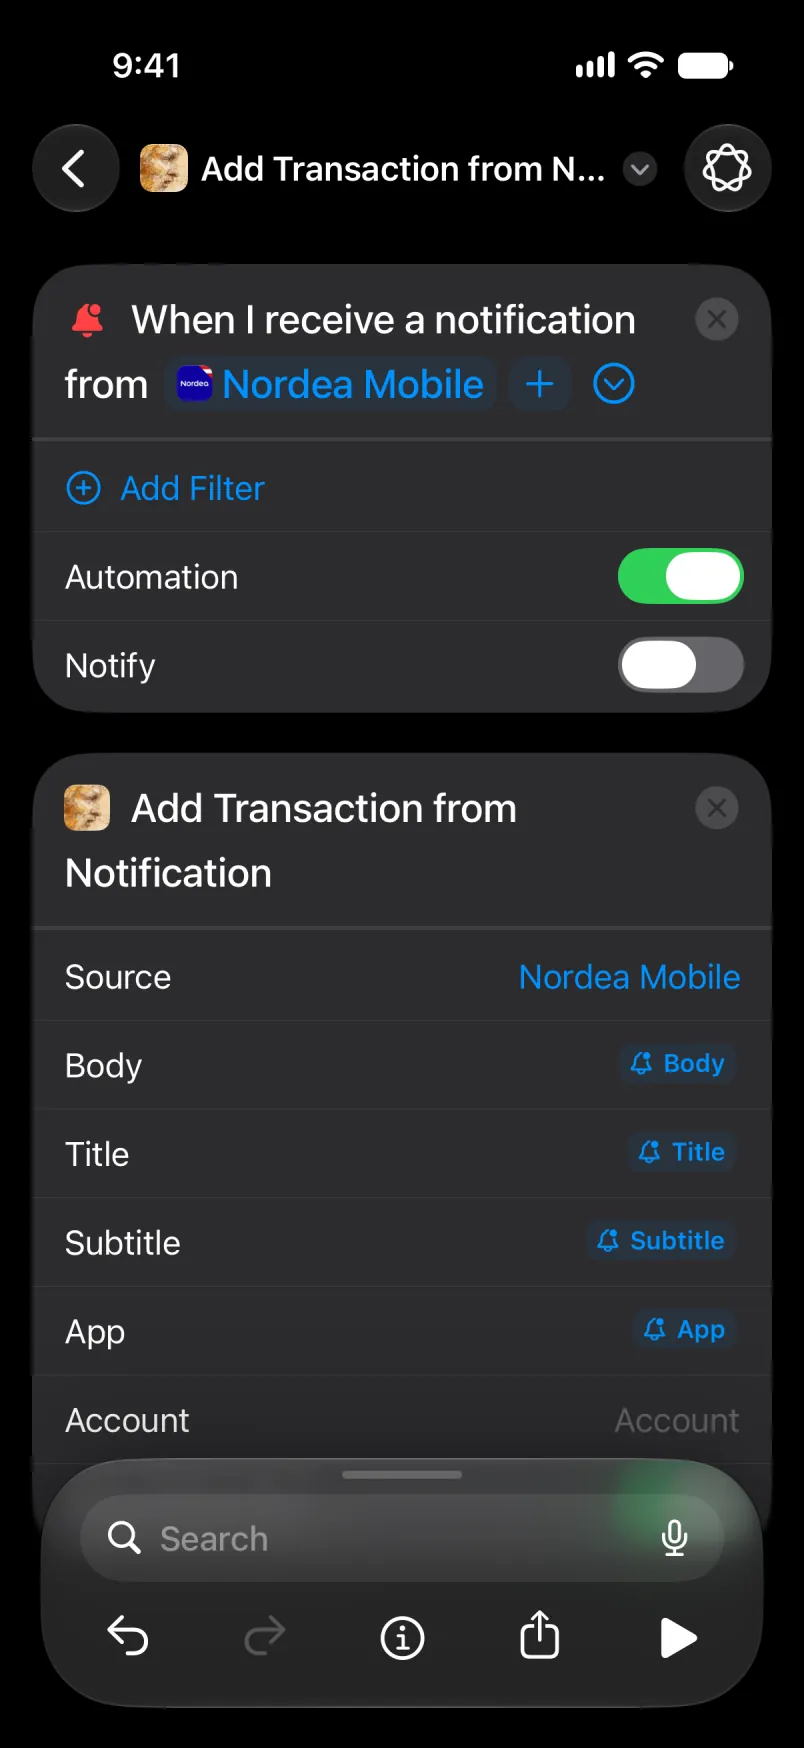 9:41
Add Transaction from N...
When I receive a notification
from Nordea Nordea Mobile
Add Filter
Automation
Notify
Add Transaction from
Notification
Source Nordea Mobile
Body Body
Title Title
Subtitle Subtitle
App App
Account Account
Search